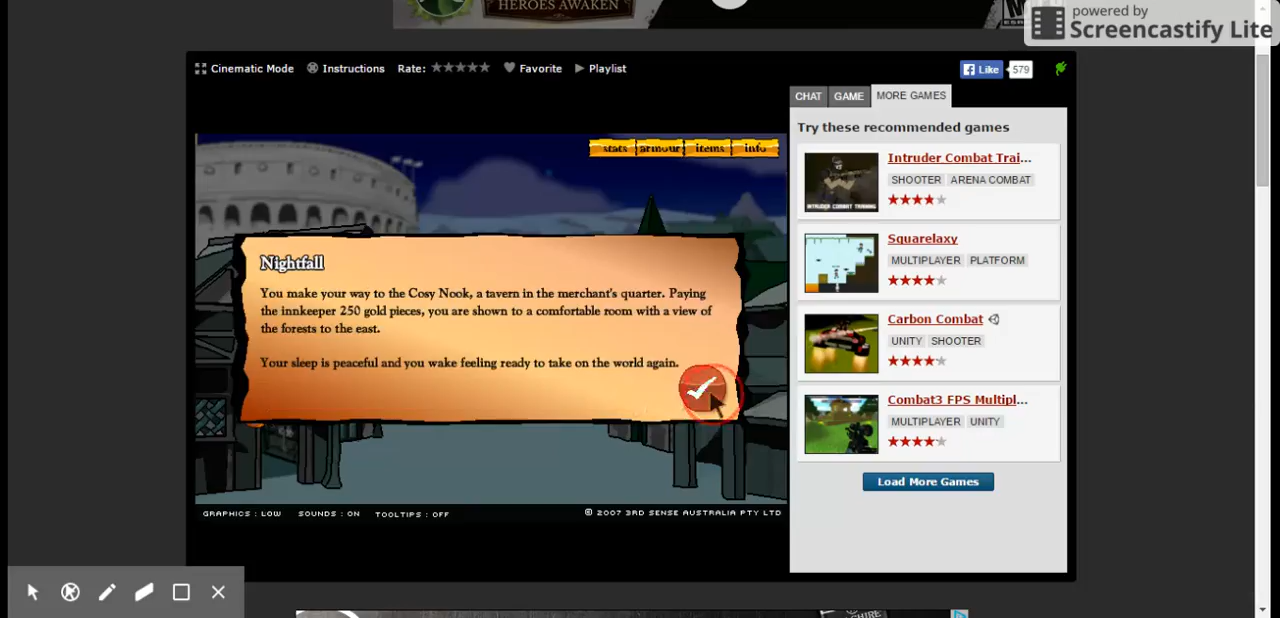 HEROES AWAKEN
powered by
Screencastify Lite
Cinematic Mode Instructions Rate: Favorite Playlist
Like 579
CHAT GAME MORE GAMES
Try these recommended games
stats armour items info
Intruder Combat Trai...
SHOOTER ARENA COMBAT
INTRUDER COMBAT TRAINING
Squarelaxy
MULTIPLAYER PLATFORM
Nightfall
You make your way to the Cosy Nook, a tavern in the merchant's quarter. Paying
the innkeeper 250 gold pieces, you are shown to a comfortable room with a view of
the forests to the east.
Your sleep is peaceful and you wake feeling ready to take on the world again.
Carbon Combat
UNITY SHOOTER
Combat3 FPS Multipl...
MULTIPLAYER UNITY
Load More Games
GRAPHICS : LOW SOUNDS : ON TOOLTIPS : OFF
© 2007 3RD SENSE AUSTRALIA PTY LTD